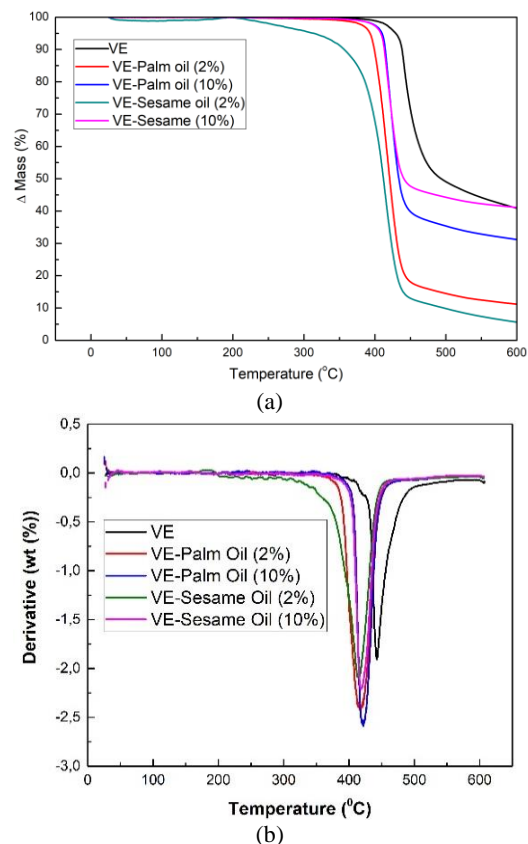 100
90
80
70
60
50
40
30
20
10
0
Δ Mass (%)
VE
VE-Palm oil (2%)
VE-Palm oil (10%)
VE-Sesame oil (2%)
VE-Sesame (10%)
0 100 200 300 400 500 600
Temperature (°C)
(a)
0,5
0,0
-0,5
-1,0
-1,5
-2,0
-2,5
-3,0
Derivative (wt (%))
VE
VE-Palm Oil (2%)
VE-Palm Oil (10%)
VE-Sesame Oil (2%)
VE-Sesame Oil (10%)
0 100 200 300 400 500 600
Temperature (⁰C)
(b)